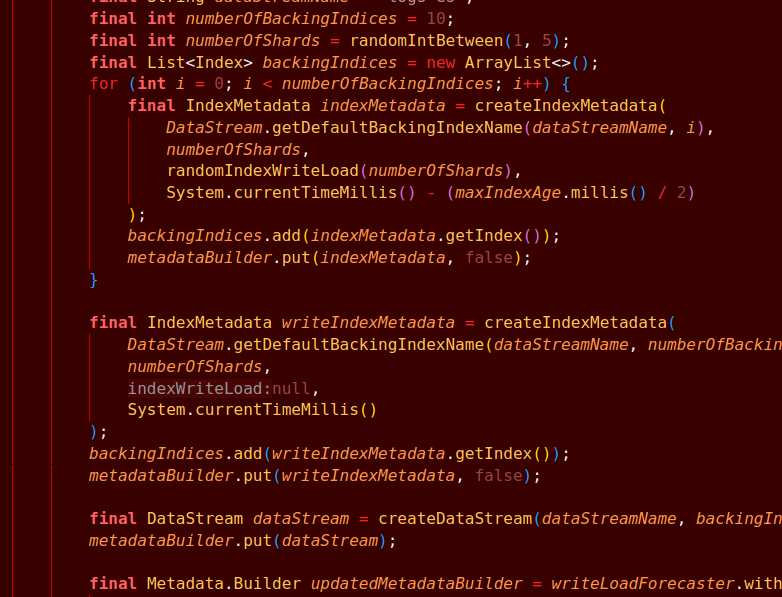 final int numberOfBackingIndices = 10;
final int numberOfShards = randomIntBetween(1, 5);
final List<Index> backingIndices = new ArrayList<>();
for (int i = 0; i < numberOfBackingIndices; i++) {
final IndexMetadata indexMetadata = createIndexMetadata(
DataStream.getDefaultBackingIndexName(dataStreamName, i),
numberOfShards,
randomIndexWriteLoad(numberOfShards),
System.currentTimeMillis() - (maxIndexAge.millis() / 2)
);
backingIndices.add(indexMetadata.getIndex());
metadataBuilder.put(indexMetadata, false);
}
final IndexMetadata writeIndexMetadata = createIndexMetadata(
DataStream.getDefaultBackingIndexName(dataStreamName, numberOfBackin
numberOfShards,
indexWriteLoad:null,
System.currentTimeMillis()
);
backingIndices.add(writeIndexMetadata.getIndex());
metadataBuilder.put(writeIndexMetadata, false);
final DataStream dataStream = createDataStream(dataStreamName, backingIn
metadataBuilder.put(dataStream);
final Metadata.Builder updatedMetadataBuilder = writeLoadForecaster.with